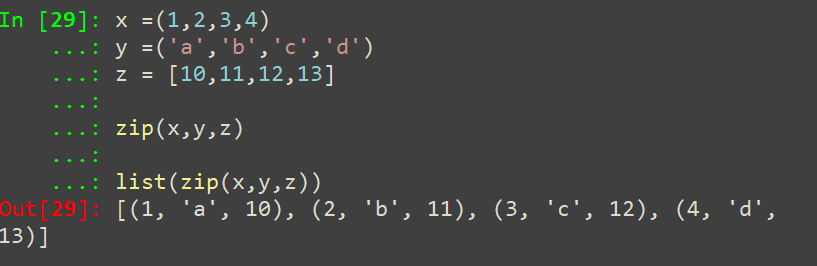 In [29]: x =(1,2,3,4)
...: y =('a','b','c','d')
...: z = [10,11,12,13]
...:
...: zip(x,y,z)
...:
...: list(zip(x,y,z))
Out[29]: [(1, 'a', 10), (2, 'b', 11), (3, 'c', 12), (4, 'd',
13)]